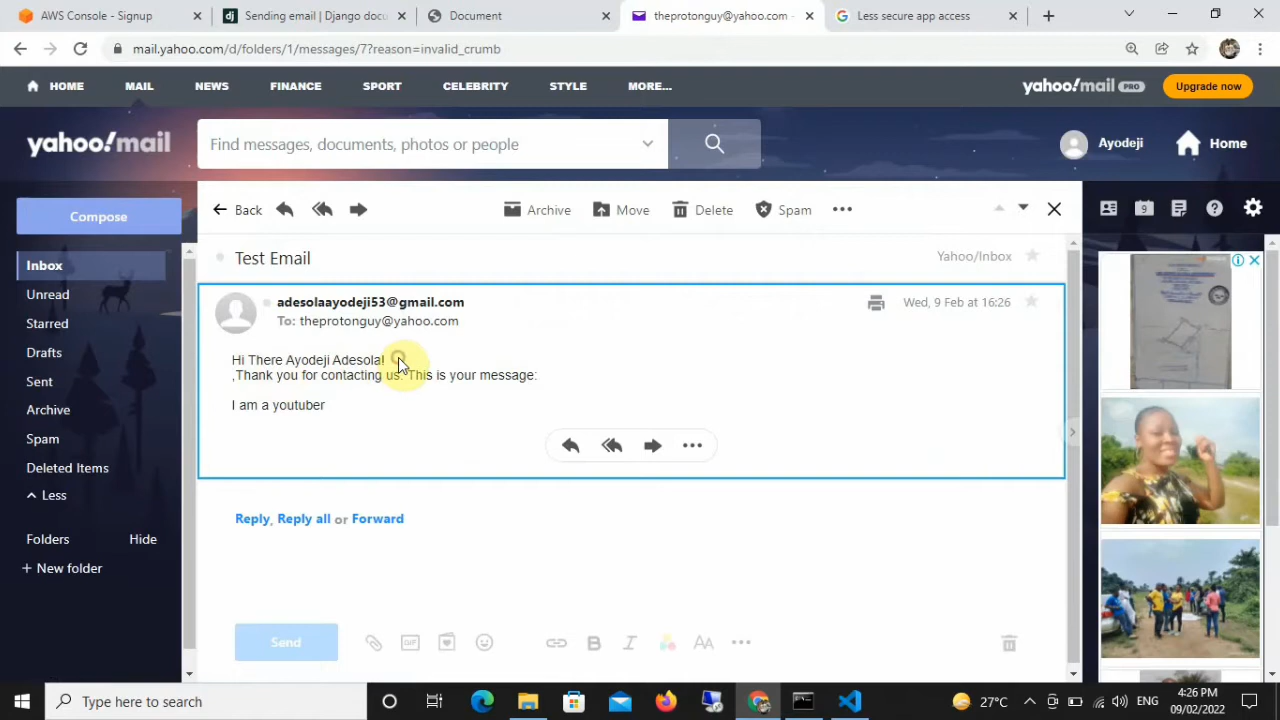 AWS Console - Signup
Sending email | Django docu
Document
theprotonguy@yahoo.com -
Less secure app access
mail.yahoo.com/d/folders/1/messages/7?reason=invalid_crumb
HOME MAIL NEWS FINANCE SPORT CELEBRITY STYLE MORE... yahoo!mail PRO Upgrade now
yahoo!mail Find messages, documents, photos or people Ayodeji Home
Compose
Back Archive Move Delete Spam 9
Test Email Yahoo/Inbox
Inbox
Unread
Starred
Drafts
Sent
Archive
Spam
Deleted Items
Less
Folders Hide
+ New folder
adesolaayodeji53@gmail.com Wed, 9 Feb at 16:26
To: theprotonguy@yahoo.com
Hi There Ayodeji Adesola!
,Thank you for contacting us. This is your message:
I am a youtuber
Reply, Reply all or Forward
Send GIF
Type here to search 27°C ENG 4:26 PM
09/02/2022